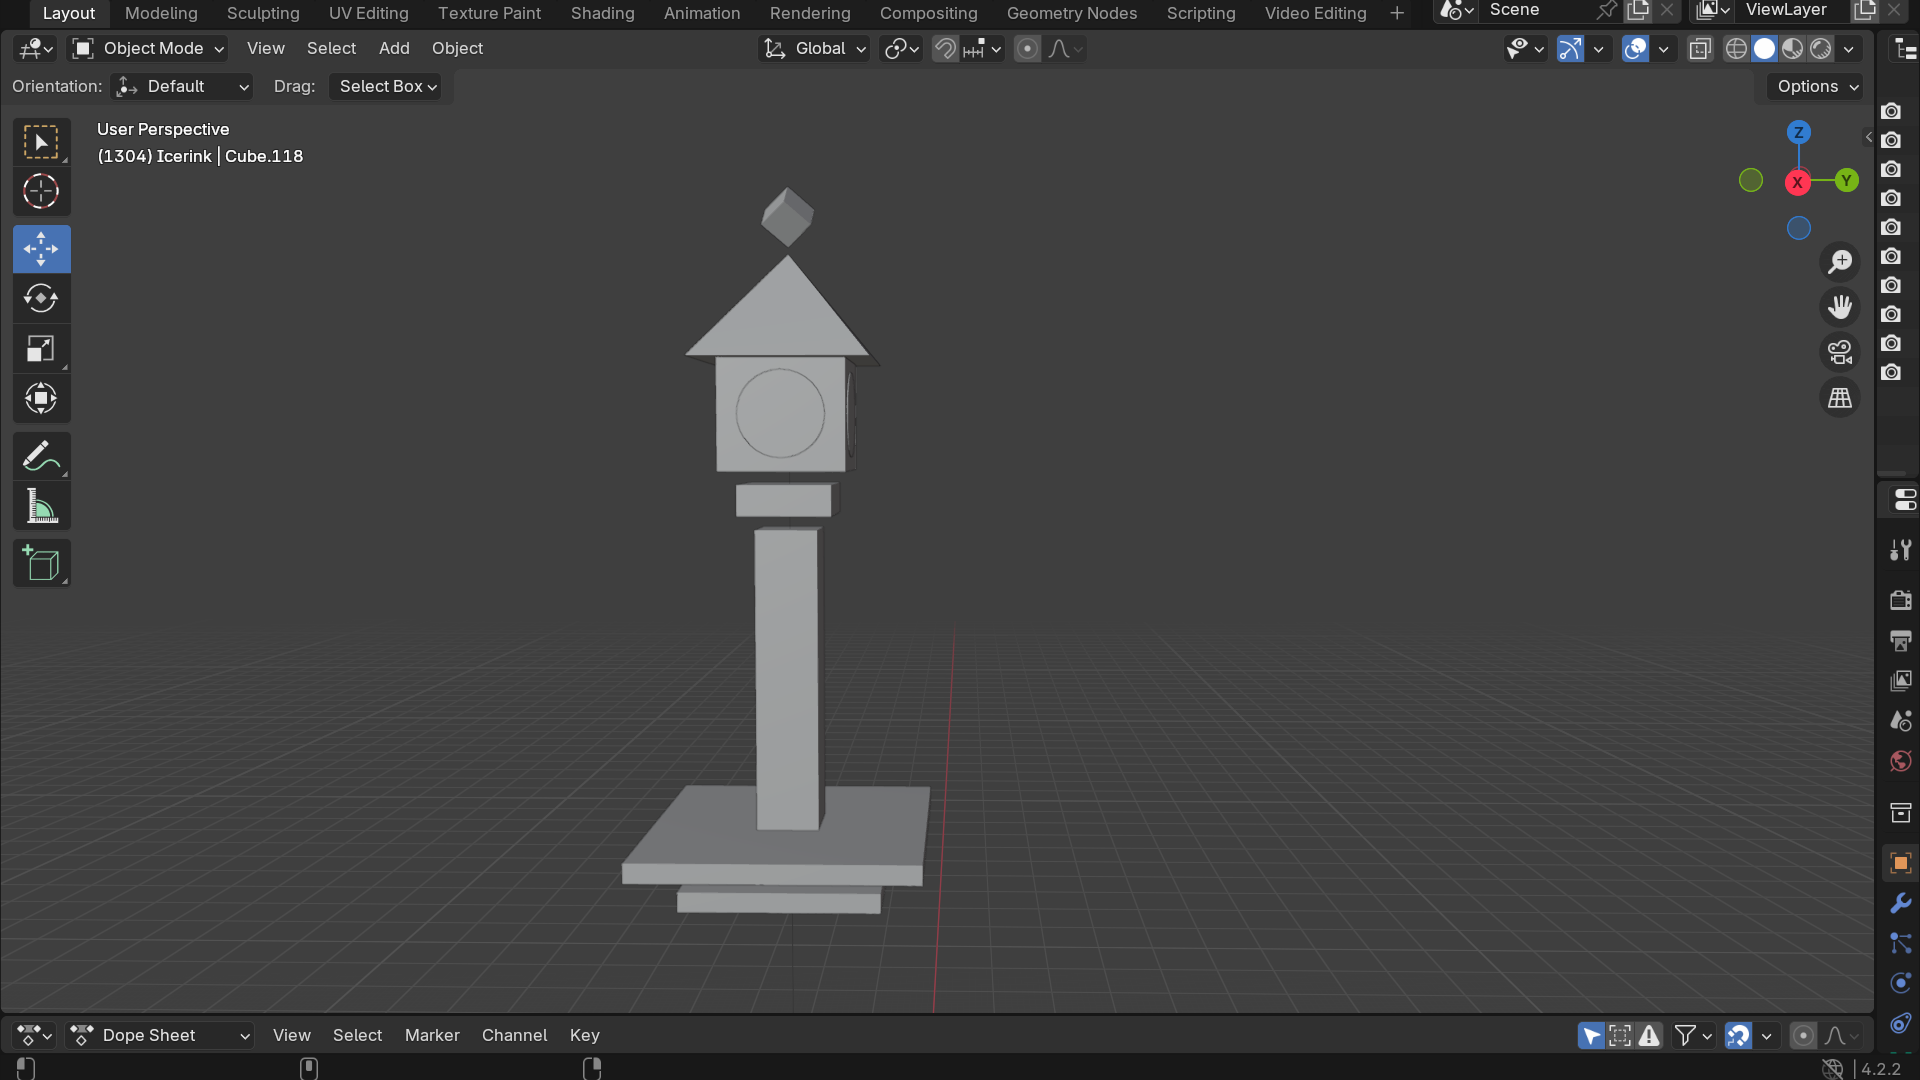 Layout Modeling Sculpting UV Editing Texture Paint Shading Animation Rendering Compositing Geometry Nodes Scripting Video Editing + Scene ViewLayer
Object Mode View Select Add Object Global
Orientation: Default Drag: Select Box Options
User Perspective
(1304) Icerink | Cube.118
Z
X Y
Dope Sheet View Select Marker Channel Key
4.2.2